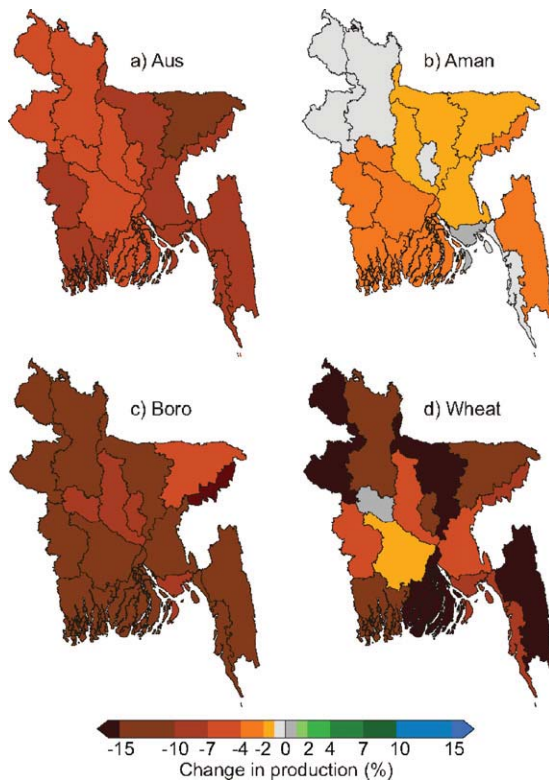 a) Aus
b) Aman
c) Boro
d) Wheat
-15 -10 -7 -4 -2 0 2 4 7 10 15
Change in production (%)